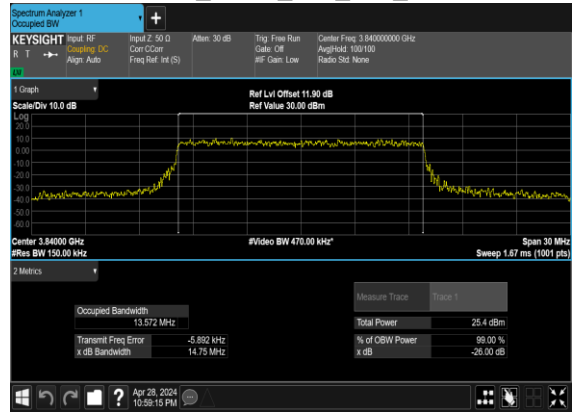 Spectrum Analyzer 1
Occupied BW
+
KEYSIGHT Input: RF Input Z: 50 Ω Atten: 30 dB Trig: Free Run Center Freq: 3.840000000 GHz
R T Coupling: DC Corr CCorr Gate: Off Avg|Hold: 100/100
Align: Auto Freq Ref: Int (S) #IF Gain: Low Radio Std: None
LW
1 Graph
Ref Lvl Offset 11.90 dB
Scale/Div 10.0 dB Ref Value 30.00 dBm
Log
20.0
10.0
0.00
-10.0
-20.0
-30.0
-40.0
-50.0
-60.0
Center 3.84000 GHz #Video BW 470.00 kHz* Span 30 MHz
#Res BW 150.00 kHz Sweep 1.67 ms (1001 pts)
2 Metrics
Measure Trace Trace 1
Occupied Bandwidth
13.572 MHz Total Power 25.4 dBm
Transmit Freq Error -5.892 kHz % of OBW Power 99.00 %
x dB Bandwidth 14.75 MHz x dB -26.00 dB
? Apr 28, 2024
10:59:15 PM